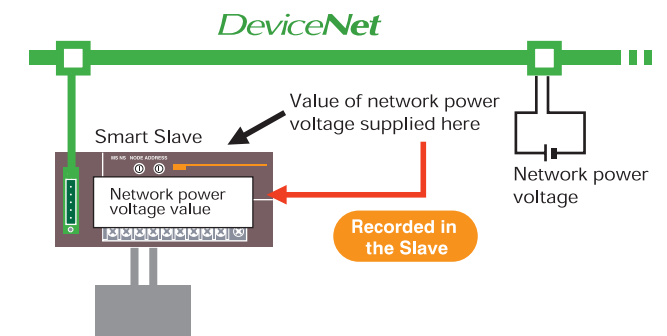 DeviceNet
Value of network power
voltage supplied here
Smart Slave
MS NS NODE ADDRESS
Network power
voltage value
Network power
voltage
Recorded in
the Slave